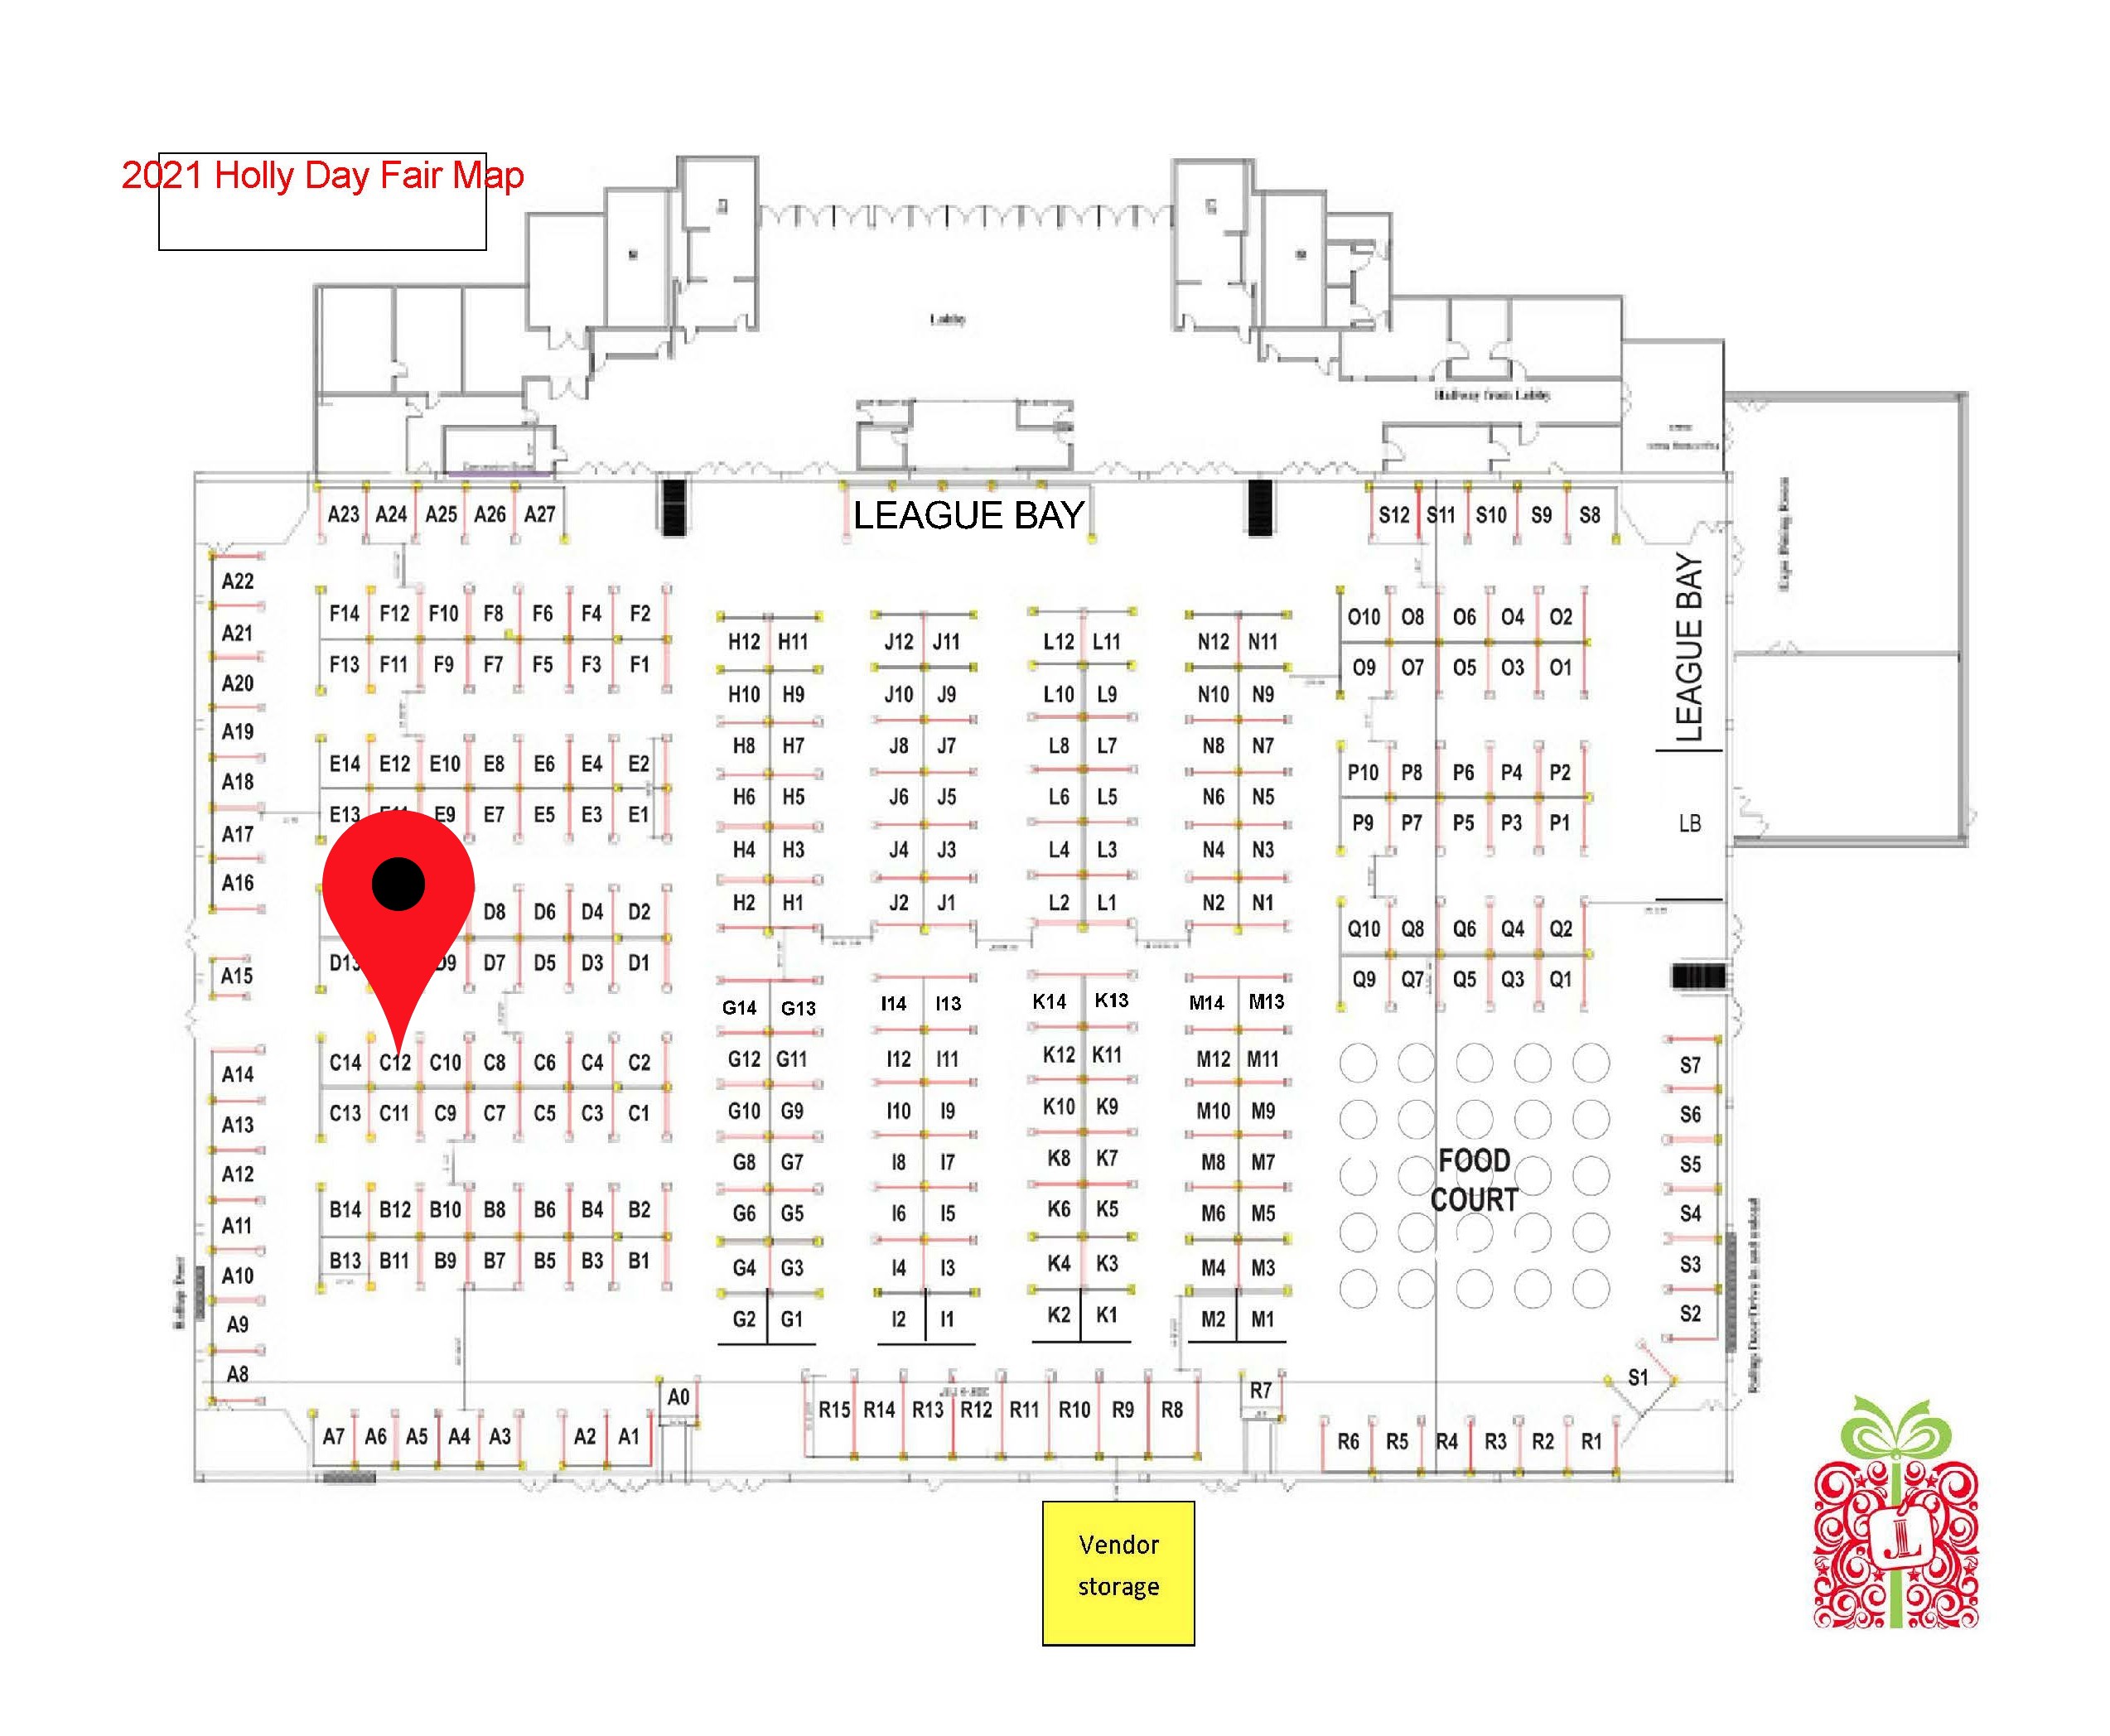 2021 Holly Day Fair Map
Lobby
Hallway from Lobby
LEAGUE BAY
A23 A24 A25 A26 A27
S12 S11 S10 S9 S8
LEAGUE BAY
LB
A22
A21
A20
A19
A18
A17
A16
A15
A14
A13
A12
A11
A10
A9
A8
F14 F12 F10 F8 F6 F4 F2
F13 F11 F9 F7 F5 F3 F1
E14 E12 E10 E8 E6 E4 E2
E13 E9 E7 E5 E3 E1
D8 D6 D4 D2
D13 D9 D7 D5 D3 D1
C14 C12 C10 C8 C6 C4 C2
C13 C11 C9 C7 C5 C3 C1
B14 B12 B10 B8 B6 B4 B2
B13 B11 B9 B7 B5 B3 B1
H12 H11
H10 H9
H8 H7
H6 H5
H4 H3
H2 H1
G14 G13
G12 G11
G10 G9
G8 G7
G6 G5
G4 G3
G2 G1
J12 J11
J10 J9
J8 J7
J6 J5
J4 J3
J2 J1
I14 I13
I12 I11
I10 I9
I8 I7
I6 I5
I4 I3
I2 I1
L12 L11
L10 L9
L8 L7
L6 L5
L4 L3
L2 L1
K14 K13
K12 K11
K10 K9
K8 K7
K6 K5
K4 K3
K2 K1
N12 N11
N10 N9
N8 N7
N6 N5
N4 N3
N2 N1
M14 M13
M12 M11
M10 M9
M8 M7
M6 M5
M4 M3
M2 M1
O10 O8 O6 O4 O2
O9 O7 O5 O3 O1
P10 P8 P6 P4 P2
P9 P7 P5 P3 P1
Q10 Q8 Q6 Q4 Q2
Q9 Q7 Q5 Q3 Q1
FOOD
COURT
S7
S6
S5
S4
S3
S2
S1
A7 A6 A5 A4 A3 A2 A1
A0
R15 R14 R13 R12 R11 R10 R9 R8
R7
R6 R5 R4 R3 R2 R1
Vendor
storage
JL